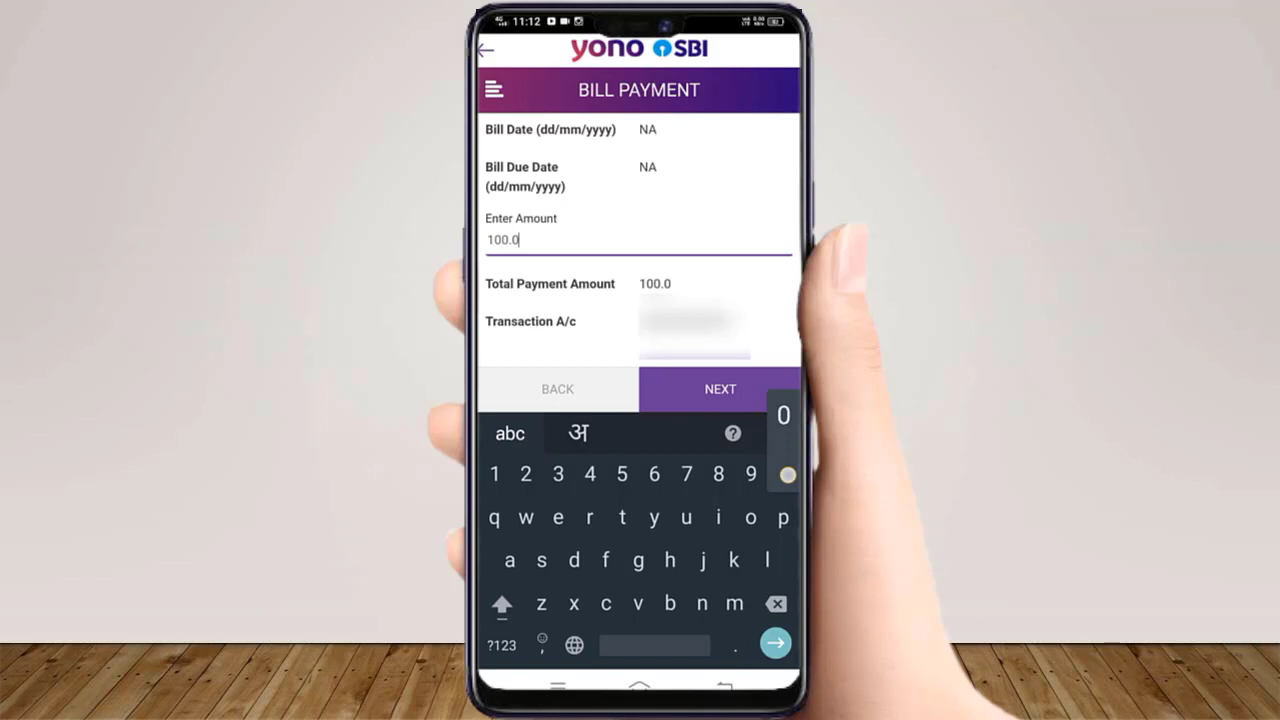 4G 11:12
yono SBI
BILL PAYMENT
Bill Date (dd/mm/yyyy) NA
Bill Due Date (dd/mm/yyyy) NA
Enter Amount
100.0
Total Payment Amount 100.0
Transaction A/c
BACK NEXT
0
abc अ ?
1 2 3 4 5 6 7 8 9
q w e r t y u i o p
a s d f g h j k l
z x c v b n m
?123 , .